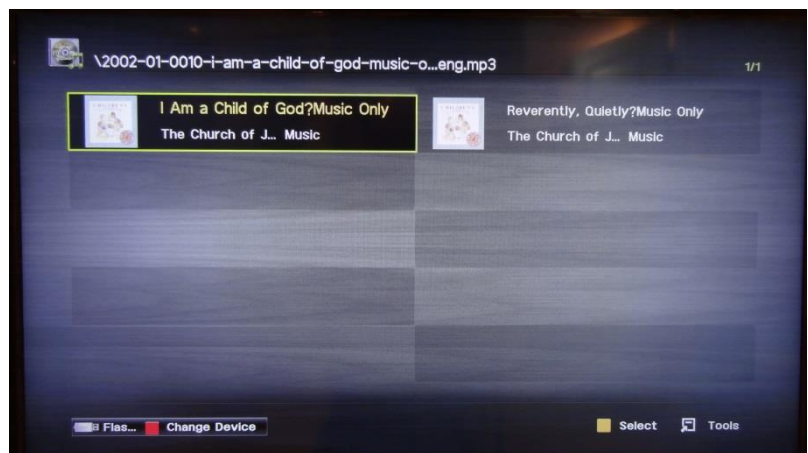 \2002-01-0010-i-am-a-child-of-god-music-o...eng.mp3
1/1
I Am a Child of God?Music Only
The Church of J... Music
Reverently, Quietly?Music Only
The Church of J... Music
Flas... Change Device
Select Tools